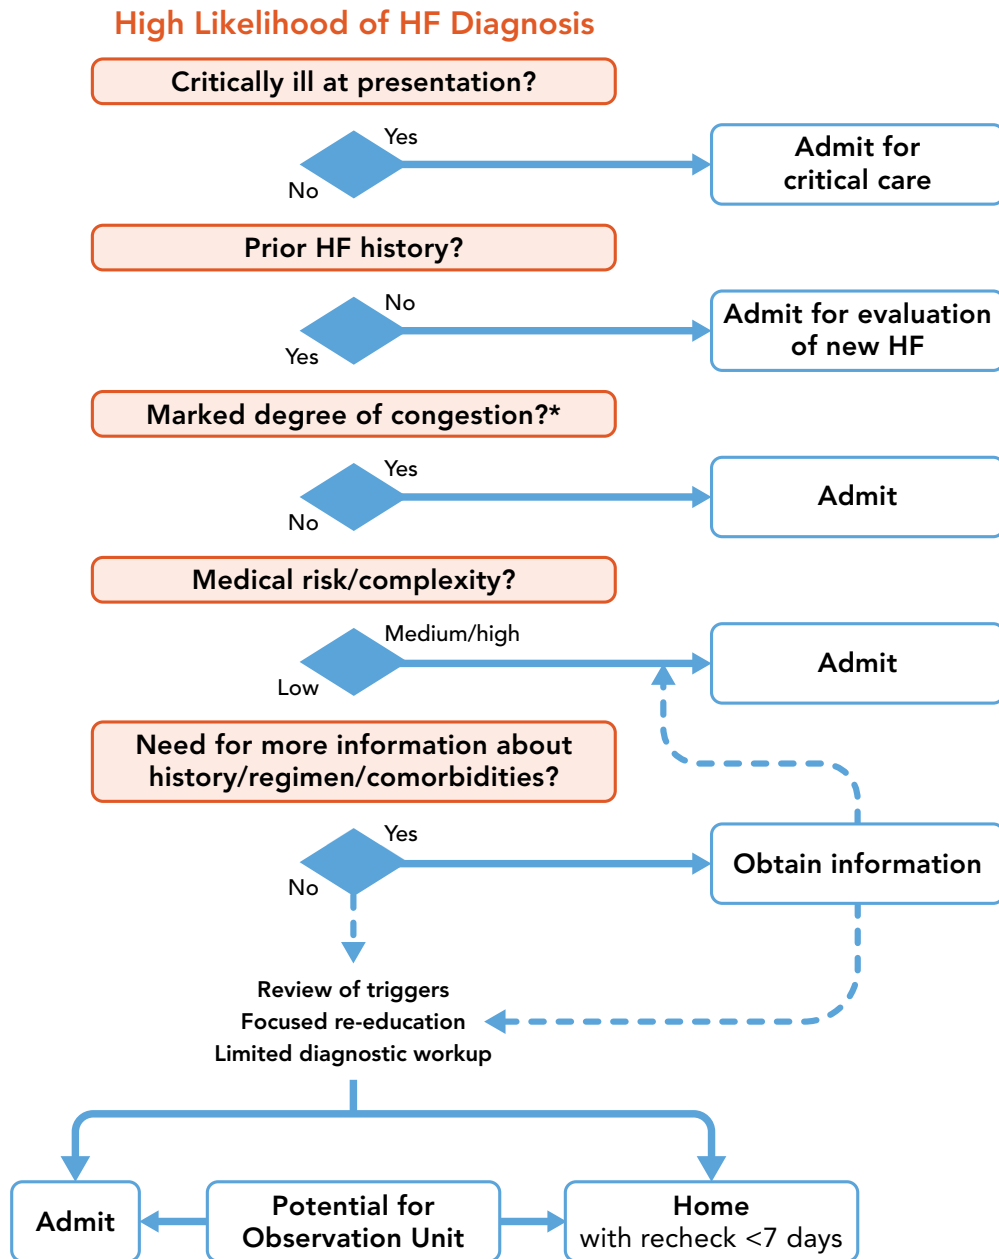 High Likelihood of HF Diagnosis
Critically ill at presentation?
Yes
No
Admit for
critical care
Prior HF history?
No
Yes
Admit for evaluation
of new HF
Marked degree of congestion?*
Yes
No
Admit
Medical risk/complexity?
Medium/high
Low
Admit
Need for more information about
history/regimen/comorbidities?
Yes
No
Obtain information
Review of triggers
Focused re-education
Limited diagnostic workup
Admit
Potential for
Observation Unit
Home
with recheck <7 days